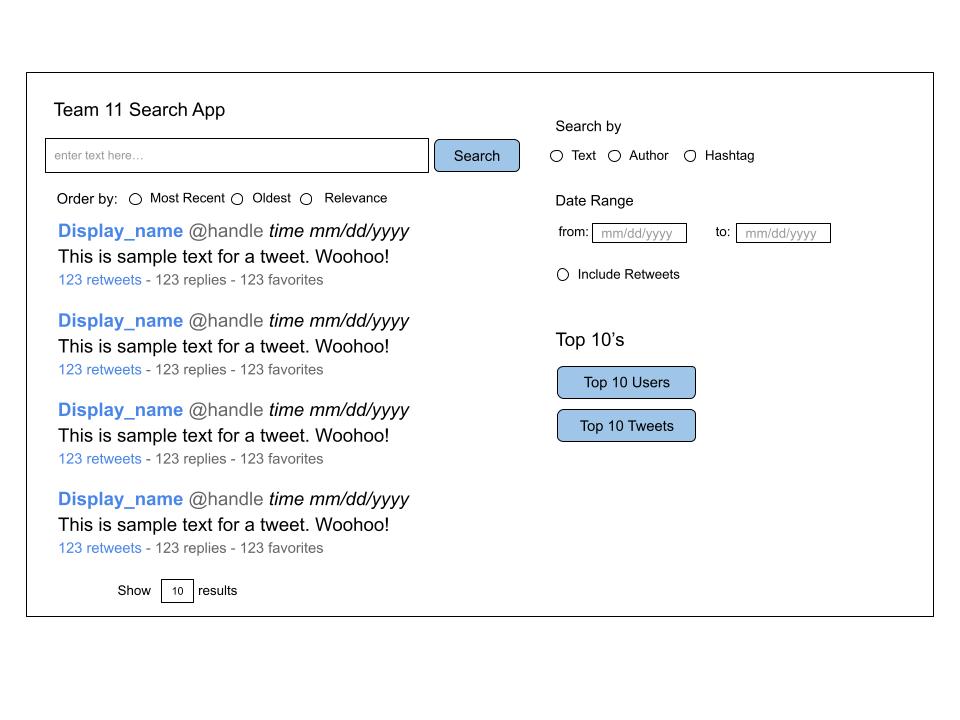 Team 11 Search App
enter text here…
Search
Order by: Most Recent Oldest Relevance
Display_name @handle time mm/dd/yyyy
This is sample text for a tweet. Woohoo!
123 retweets - 123 replies - 123 favorites
Display_name @handle time mm/dd/yyyy
This is sample text for a tweet. Woohoo!
123 retweets - 123 replies - 123 favorites
Display_name @handle time mm/dd/yyyy
This is sample text for a tweet. Woohoo!
123 retweets - 123 replies - 123 favorites
Display_name @handle time mm/dd/yyyy
This is sample text for a tweet. Woohoo!
123 retweets - 123 replies - 123 favorites
Show 10 results
Search by
Text Author Hashtag
Date Range
from: mm/dd/yyyy to: mm/dd/yyyy
Include Retweets
Top 10’s
Top 10 Users
Top 10 Tweets